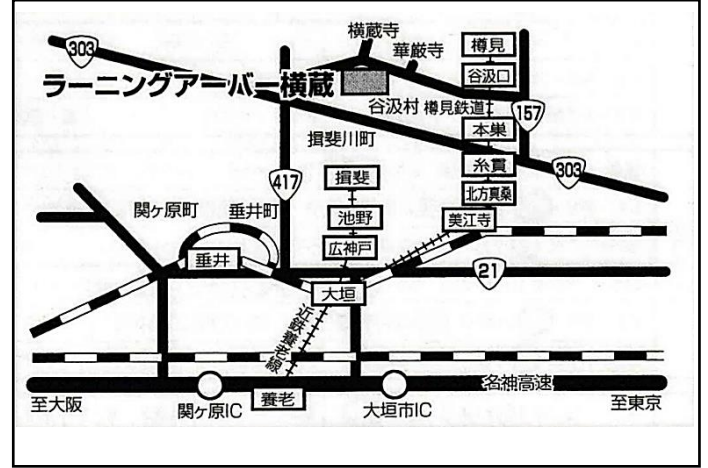 横蔵寺
華厳寺
樽見
303
谷汲口
ラーニングアーバー横蔵
谷汲村
樽見鉄道
157
本巣
揖斐川町
糸貫
303
417
揖斐
北方真桑
関ヶ原町
垂井町
池野
美江寺
広神戸
垂井
21
大垣
近鉄養老線
名神高速
至大阪
関ヶ原IC
養老
大垣市IC
至東京